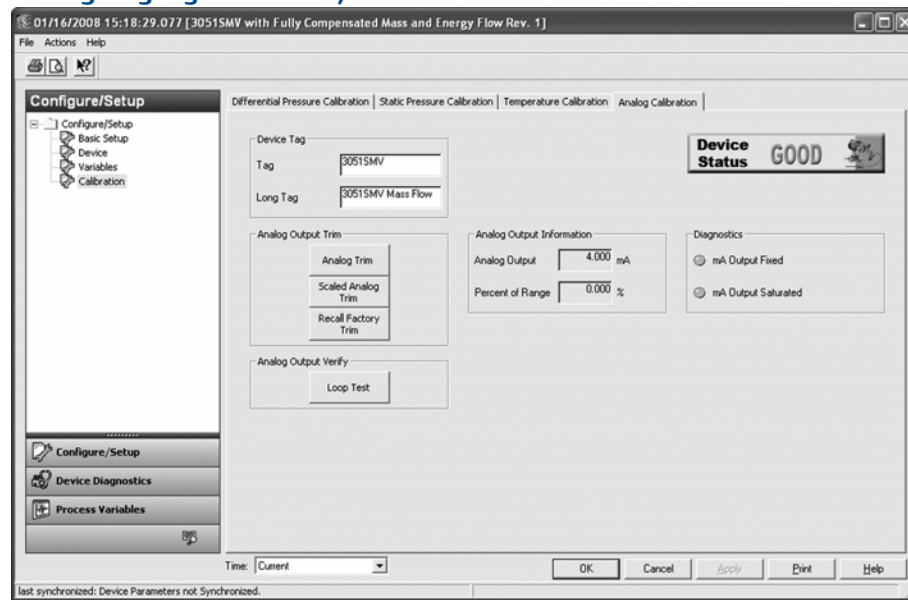 01/16/2008 15:18:29.077 [3051SMV with Fully Compensated Mass and Energy Flow Rev. 1]
File Actions Help
Configure/Setup
Configure/Setup
Basic Setup
Device
Variables
Calibration
Configure/Setup
Device Diagnostics
Process Variables
Differential Pressure Calibration
Static Pressure Calibration
Temperature Calibration
Analog Calibration
Device Tag
Tag
3051SMV
Long Tag
3051SMV Mass Flow
Device Status GOOD
Analog Output Trim
Analog Trim
Scaled Analog
Trim
Recall Factory
Trim
Analog Output Information
Analog Output 4.000 mA
Percent of Range 0.000 %
Diagnostics
mA Output Fixed
mA Output Saturated
Analog Output Verify
Loop Test
Time: Current
OK Cancel Apply Print Help
last synchronized: Device Parameters not Synchronized.